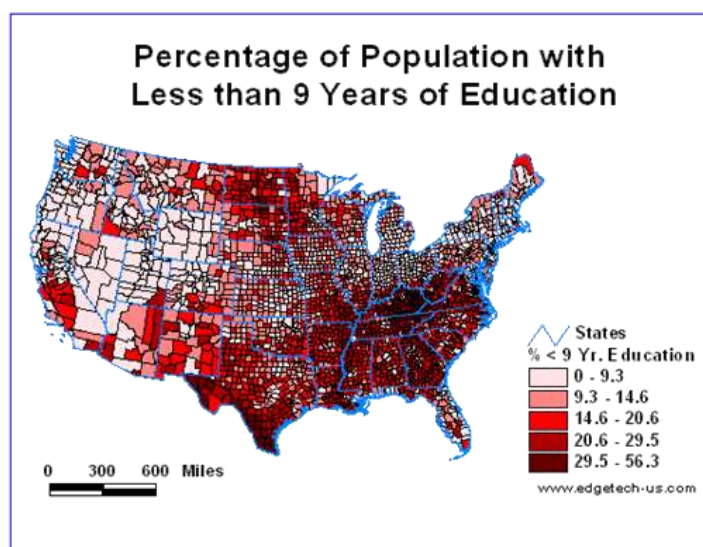 Percentage of Population with
Less than 9 Years of Education
States
% < 9 Yr. Education
0 - 9.3
9.3 - 14.6
14.6 - 20.6
20.6 - 29.5
29.5 - 56.3
0 300 600 Miles
www.edgetech-us.com